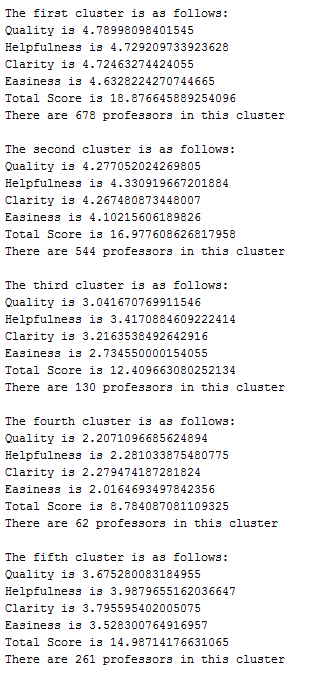 The first cluster is as follows:
Quality is 4.78998098401545
Helpfulness is 4.729209733923628
Clarity is 4.72463274424055
Easiness is 4.6328224270744665
Total Score is 18.876645889254096
There are 678 professors in this cluster
The second cluster is as follows:
Quality is 4.277052024269805
Helpfulness is 4.330919667201884
Clarity is 4.267480873448007
Easiness is 4.10215606189826
Total Score is 16.977608626817958
There are 544 professors in this cluster
The third cluster is as follows:
Quality is 3.041670769911546
Helpfulness is 3.4170884609222414
Clarity is 3.2163538492642916
Easiness is 2.734550000154055
Total Score is 12.409663080252134
There are 130 professors in this cluster
The fourth cluster is as follows:
Quality is 2.2071096685624894
Helpfulness is 2.281033875480775
Clarity is 2.279474187281824
Easiness is 2.0164693497842356
Total Score is 8.784087081109325
There are 62 professors in this cluster
The fifth cluster is as follows:
Quality is 3.675280083184955
Helpfulness is 3.9879655162036647
Clarity is 3.795595402005075
Easiness is 3.528300764916957
Total Score is 14.98714176631065
There are 261 professors in this cluster